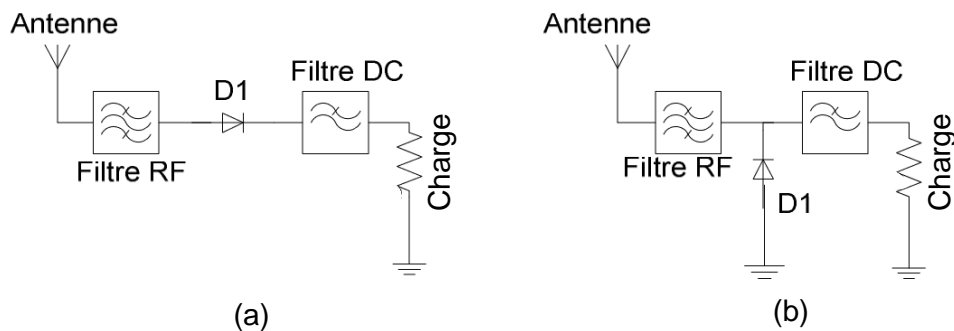 Antenne
Filtre RF
D1
Filtre DC
Charge
(a)
Antenne
Filtre RF
D1
Filtre DC
Charge
(b)